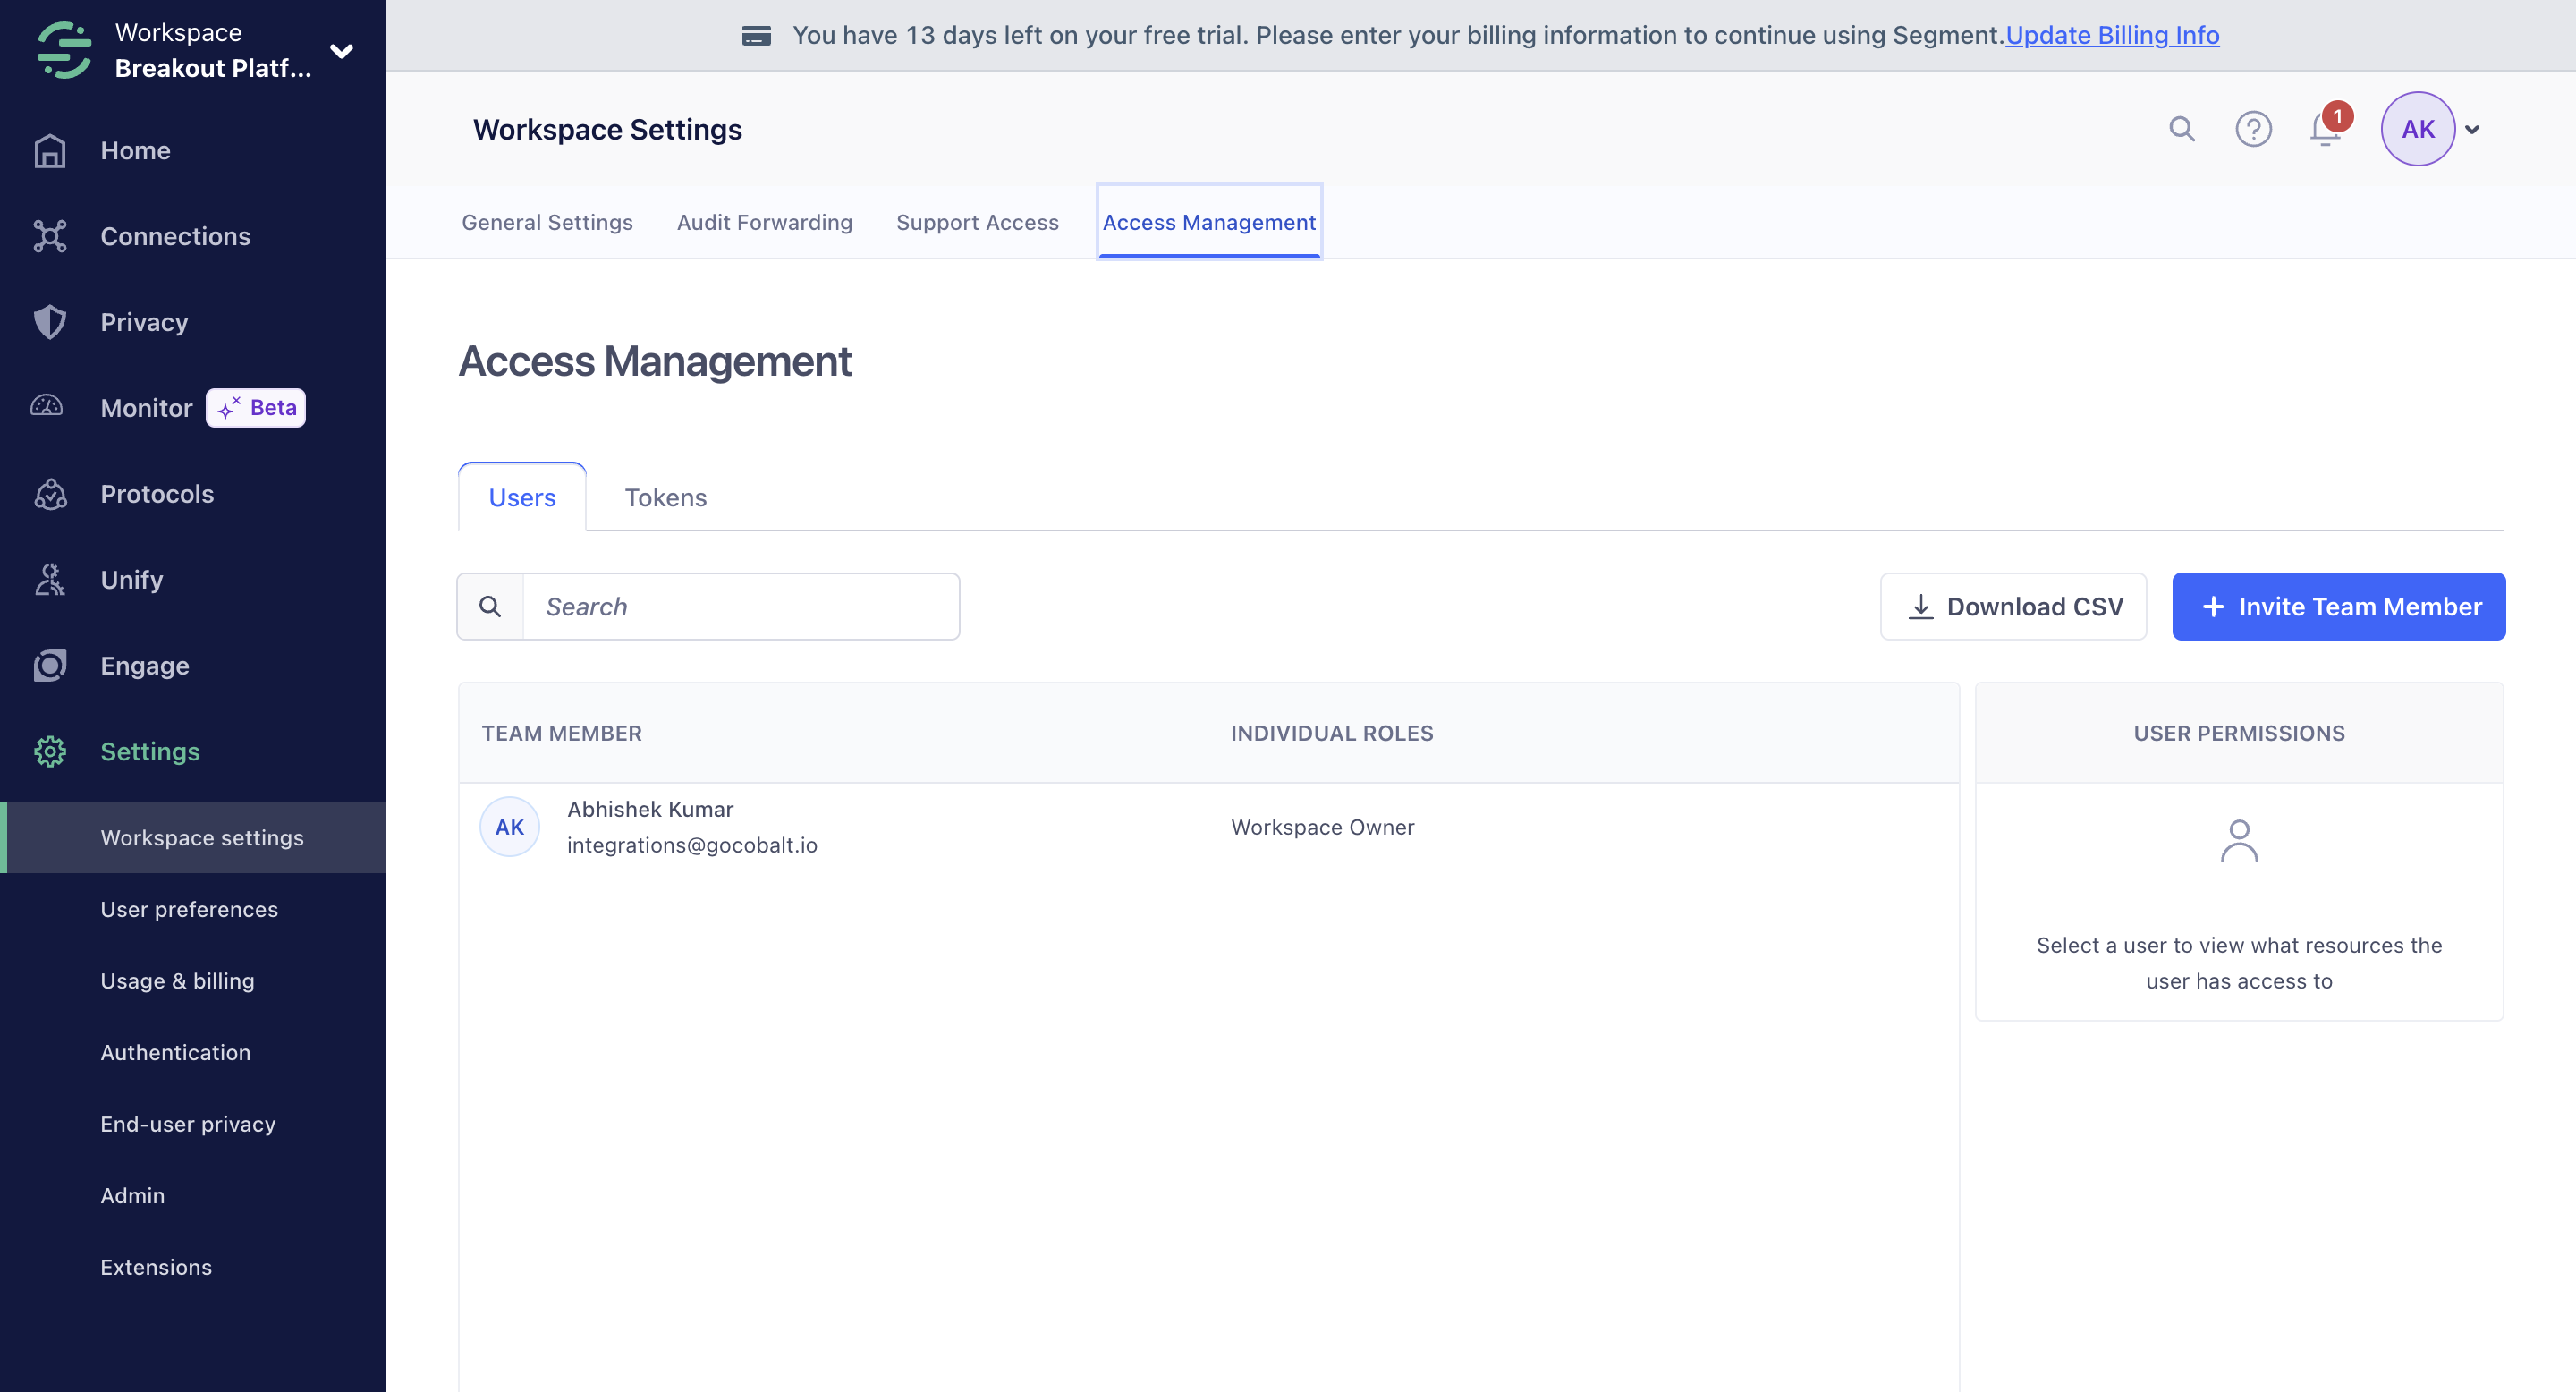 Workspace
Breakout Platf...
Home
Connections
Privacy
Monitor Beta
Protocols
Unify
Engage
Settings
Workspace settings
User preferences
Usage & billing
Authentication
End-user privacy
Admin
Extensions
You have 13 days left on your free trial. Please enter your billing information to continue using Segment.Update Billing Info
Workspace Settings
1
AK
General Settings Audit Forwarding Support Access Access Management
Access Management
Users Tokens
Search
Download CSV
Invite Team Member
TEAM MEMBER INDIVIDUAL ROLES
AK
Abhishek Kumar
integrations@gocobalt.io
Workspace Owner
USER PERMISSIONS
Select a user to view what resources the
user has access to